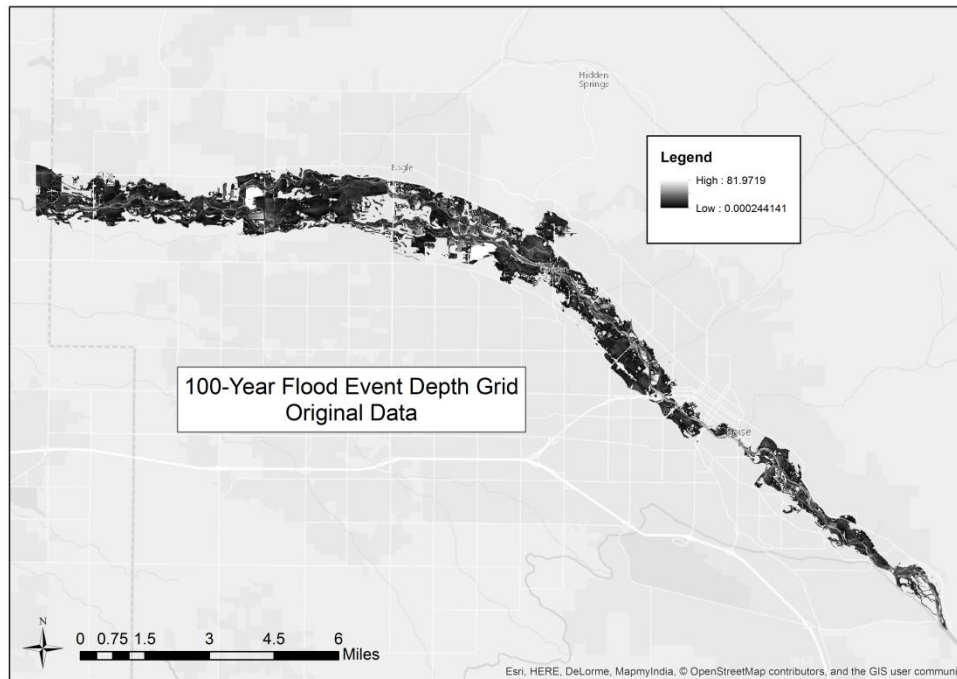 Hidden
Springs
Eagle
Legend
High : 81.9719
Low : 0.000244141
100-Year Flood Event Depth Grid
Original Data
N
0 0.75 1.5 3 4.5 6
Miles
Esri, HERE, DeLorme, MapmyIndia, © OpenStreetMap contributors, and the GIS user communi